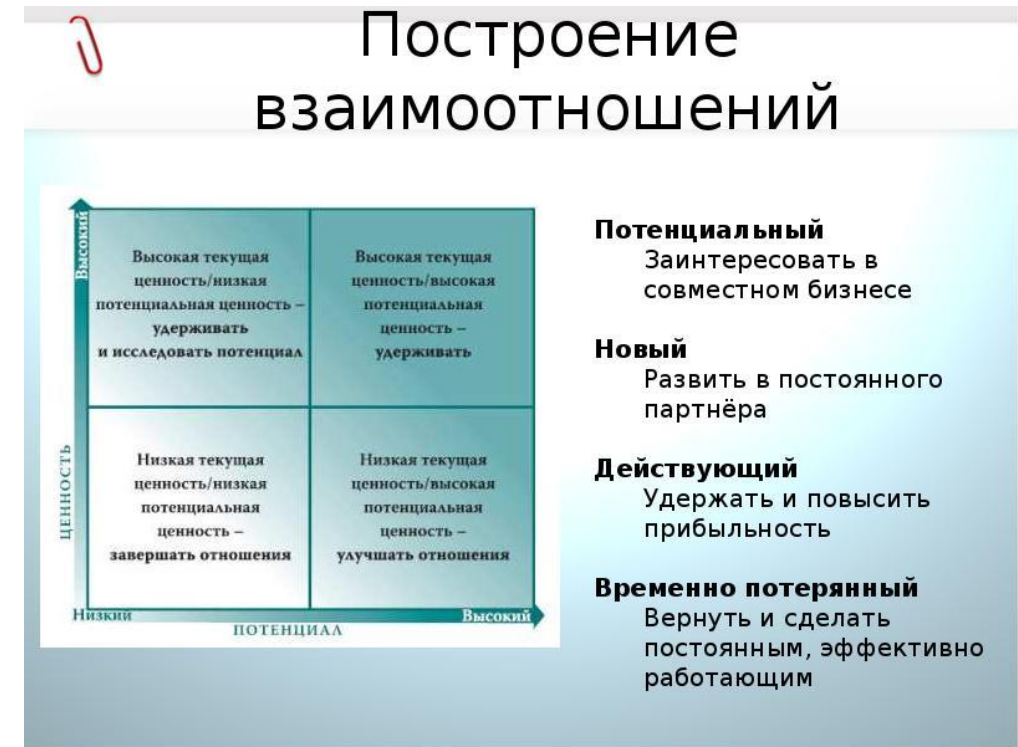 Построение
взаимоотношений
Высокий
Высокая текущая
ценность/низкая
потенциальная ценность –
удерживать
и исследовать потенциал
Высокая текущая
ценность/высокая
потенциальная
ценность –
удерживать
Низкая текущая
ценность/низкая
потенциальная
ценность –
завершать отношения
Низкая текущая
ценность/высокая
потенциальная
ценность –
улучшать отношения
ЦЕННОСТЬ
Низкий
Высокий
ПОТЕНЦИАЛ
Потенциальный
Заинтересовать в
совместном бизнесе
Новый
Развить в постоянного
партнёра
Действующий
Удержать и повысить
прибыльность
Временно потерянный
Вернуть и сделать
постоянным, эффективно
работающим